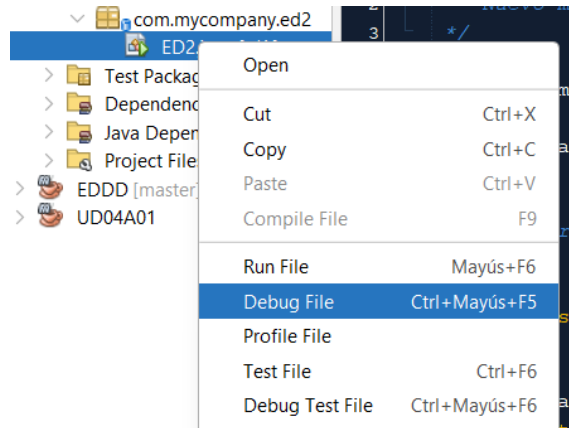 com.mycompany.ed2
3 */
ED2
Open
Test Packag
Dependenc
Cut Ctrl+X
Java Depen
Copy Ctrl+C
Project File
Paste Ctrl+V
EDDD [master]
Compile File F9
UD04A01
Run File Mayús+F6
Debug File Ctrl+Mayús+F5
Profile File
Test File Ctrl+F6
Debug Test File Ctrl+Mayús+F6